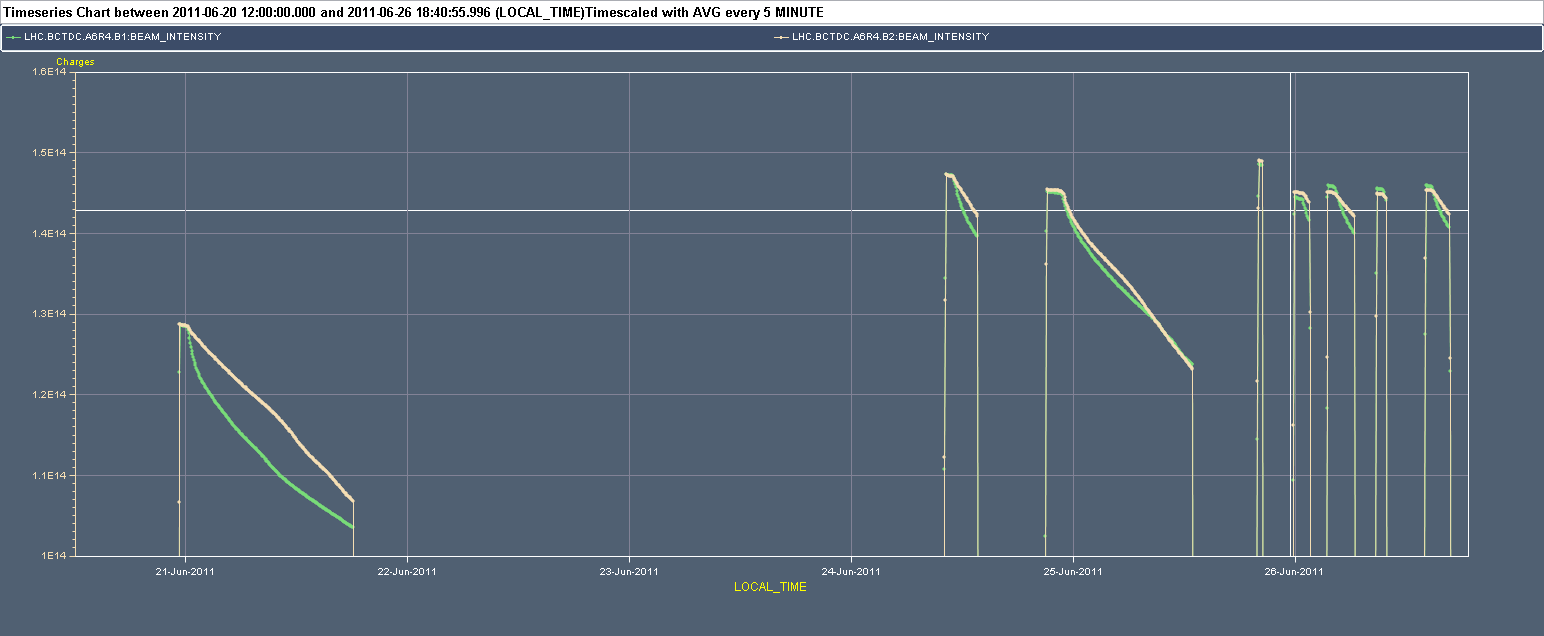 Timeseries Chart between 2011-06-20 12:00:00.000 and 2011-06-26 18:40:55.996 (LOCAL_TIME)Timescaled with AVG every 5 MINUTE
LHC.BCTDC.A6R4.B1:BEAM_INTENSITY LHC.BCTDC.A6R4.B2:BEAM_INTENSITY
Charges
1.6E14
1.5E14
1.4E14
1.3E14
1.2E14
1.1E14
1E14
21-Jun-2011 22-Jun-2011 23-Jun-2011 24-Jun-2011 25-Jun-2011 26-Jun-2011
LOCAL_TIME